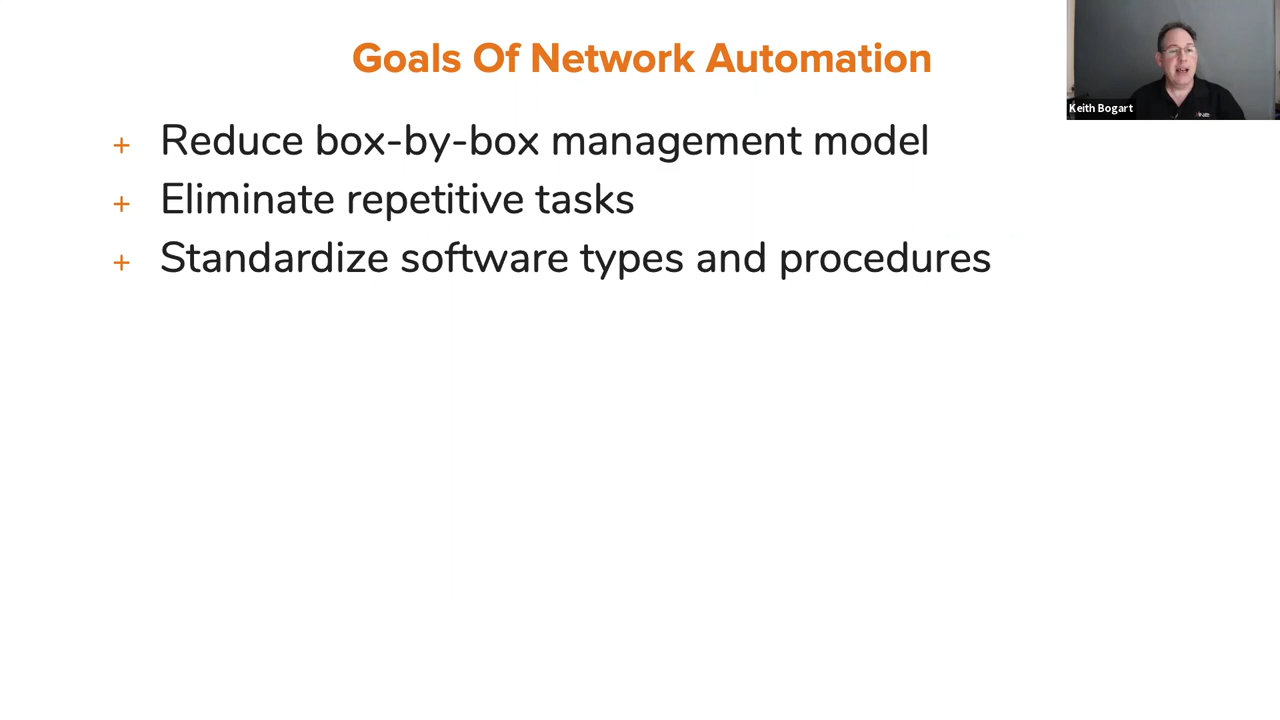 Goals Of Network Automation
Keith Bogart
+ Reduce box-by-box management model
+ Eliminate repetitive tasks
+ Standardize software types and procedures